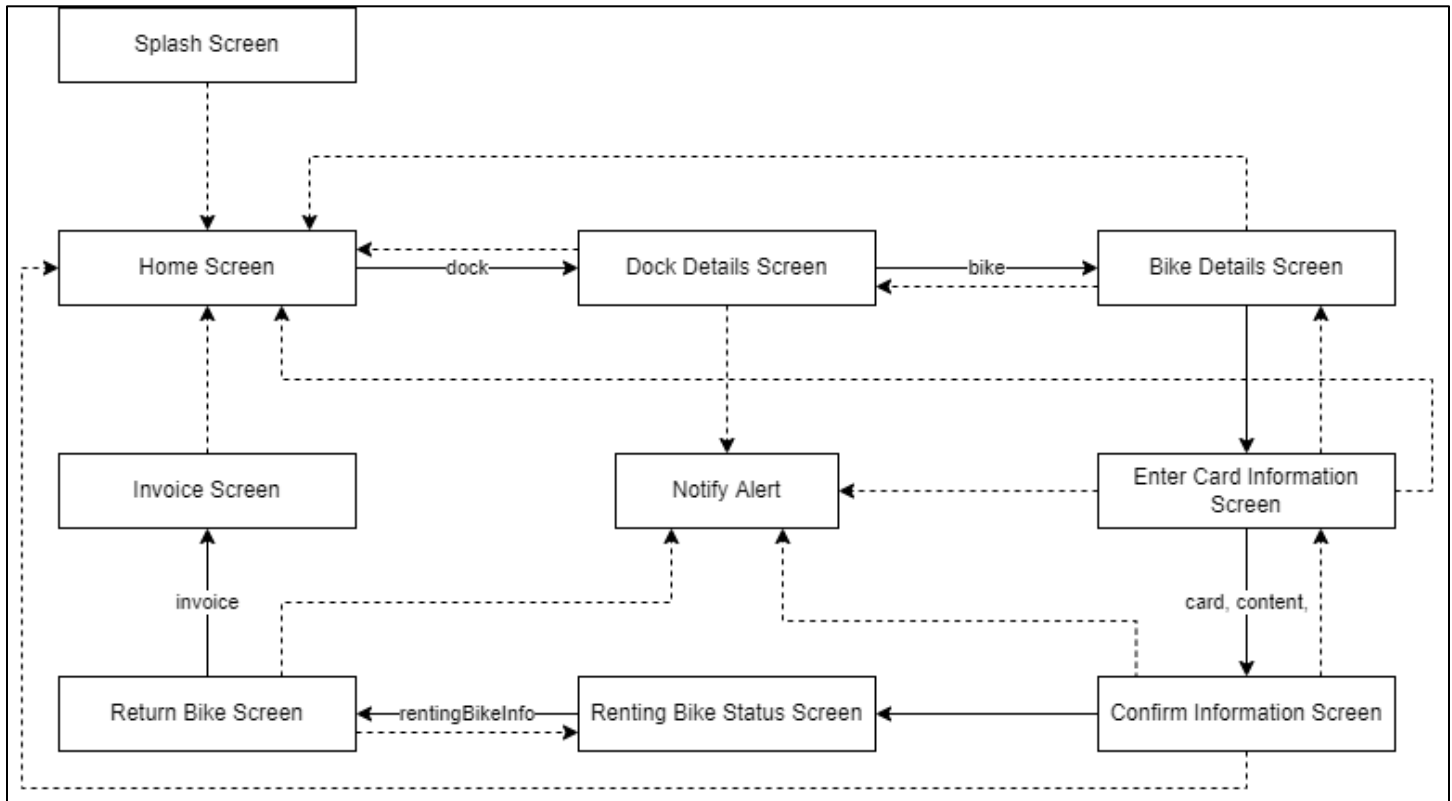 Splash Screen
Home Screen
dock
Dock Details Screen
bike
Bike Details Screen
Invoice Screen
Notify Alert
Enter Card Information
Screen
invoice
card, content,
Return Bike Screen
rentingBikeInfo
Renting Bike Status Screen
Confirm Information Screen